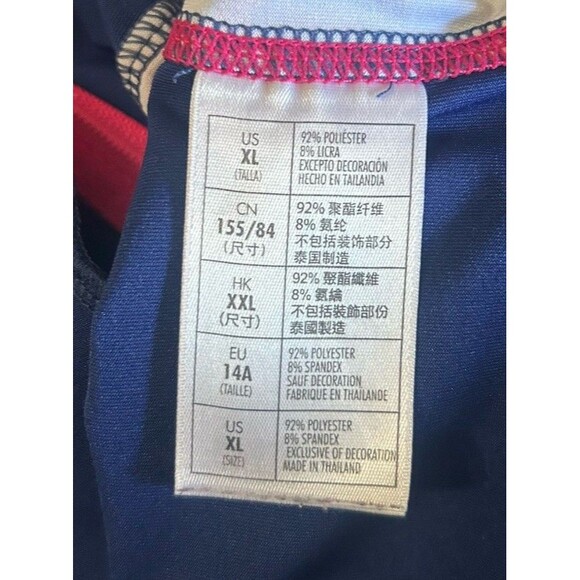 US
XL
(TALLA)
92% POLIÉSTER
8% LICRA
EXCEPTO DECORACIÓN
HECHO EN TAILANDIA
CN
155/84
(尺寸)
92% 聚酯纤维
8% 氨纶
不包括装饰部分
泰国制造
HK
XXL
(尺寸)
92% 聚酯纖維
8% 氨綸
不包括裝飾部份
泰國製造
EU
14A
(TAILLE)
92% POLYESTER
8% SPANDEX
SAUF DECORATION
FABRIQUE EN THAILANDE
US
XL
(SIZE)
92% POLYESTER
8% SPANDEX
EXCLUSIVE OF DECORATION
MADE IN THAILAND